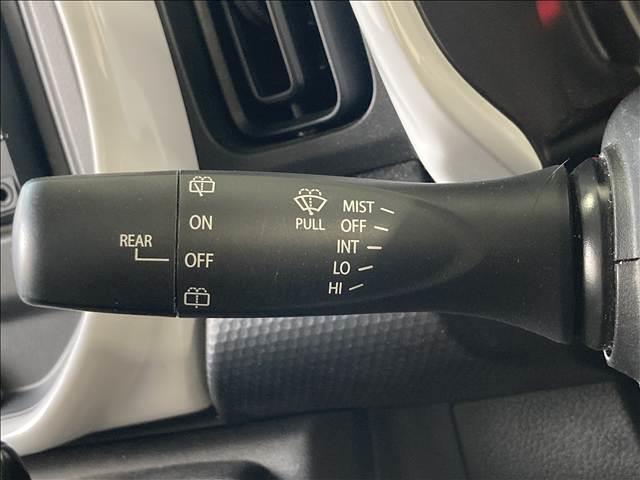 REAR
ON
OFF
PULL
MIST
OFF
INT
LO
HI